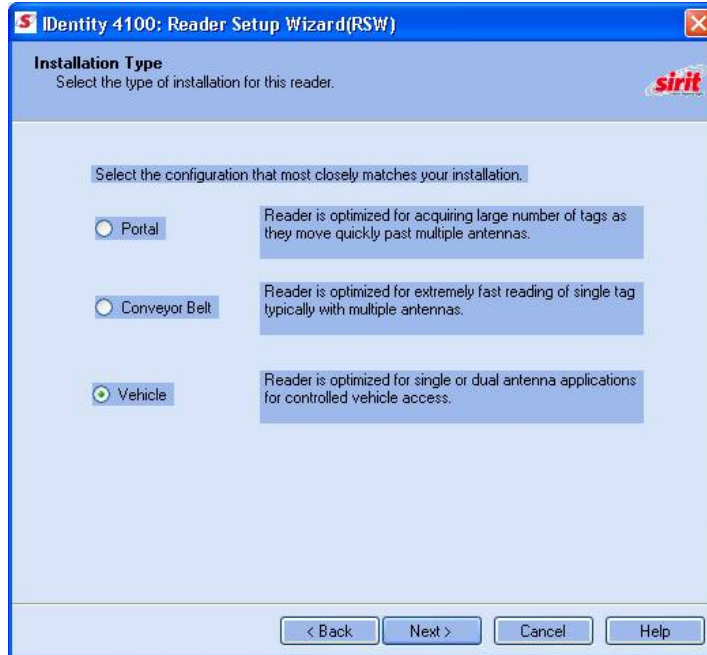 S IDentity 4100: Reader Setup Wizard(RSW)
Installation Type
Select the type of installation for this reader.
sirit
Select the configuration that most closely matches your installation.
Portal
Reader is optimized for acquiring large number of tags as
they move quickly past multiple antennas.
Conveyor Belt
Reader is optimized for extremely fast reading of single tag
typically with multiple antennas.
Vehicle
Reader is optimized for single or dual antenna applications
for controlled vehicle access.
< Back
Next >
Cancel
Help